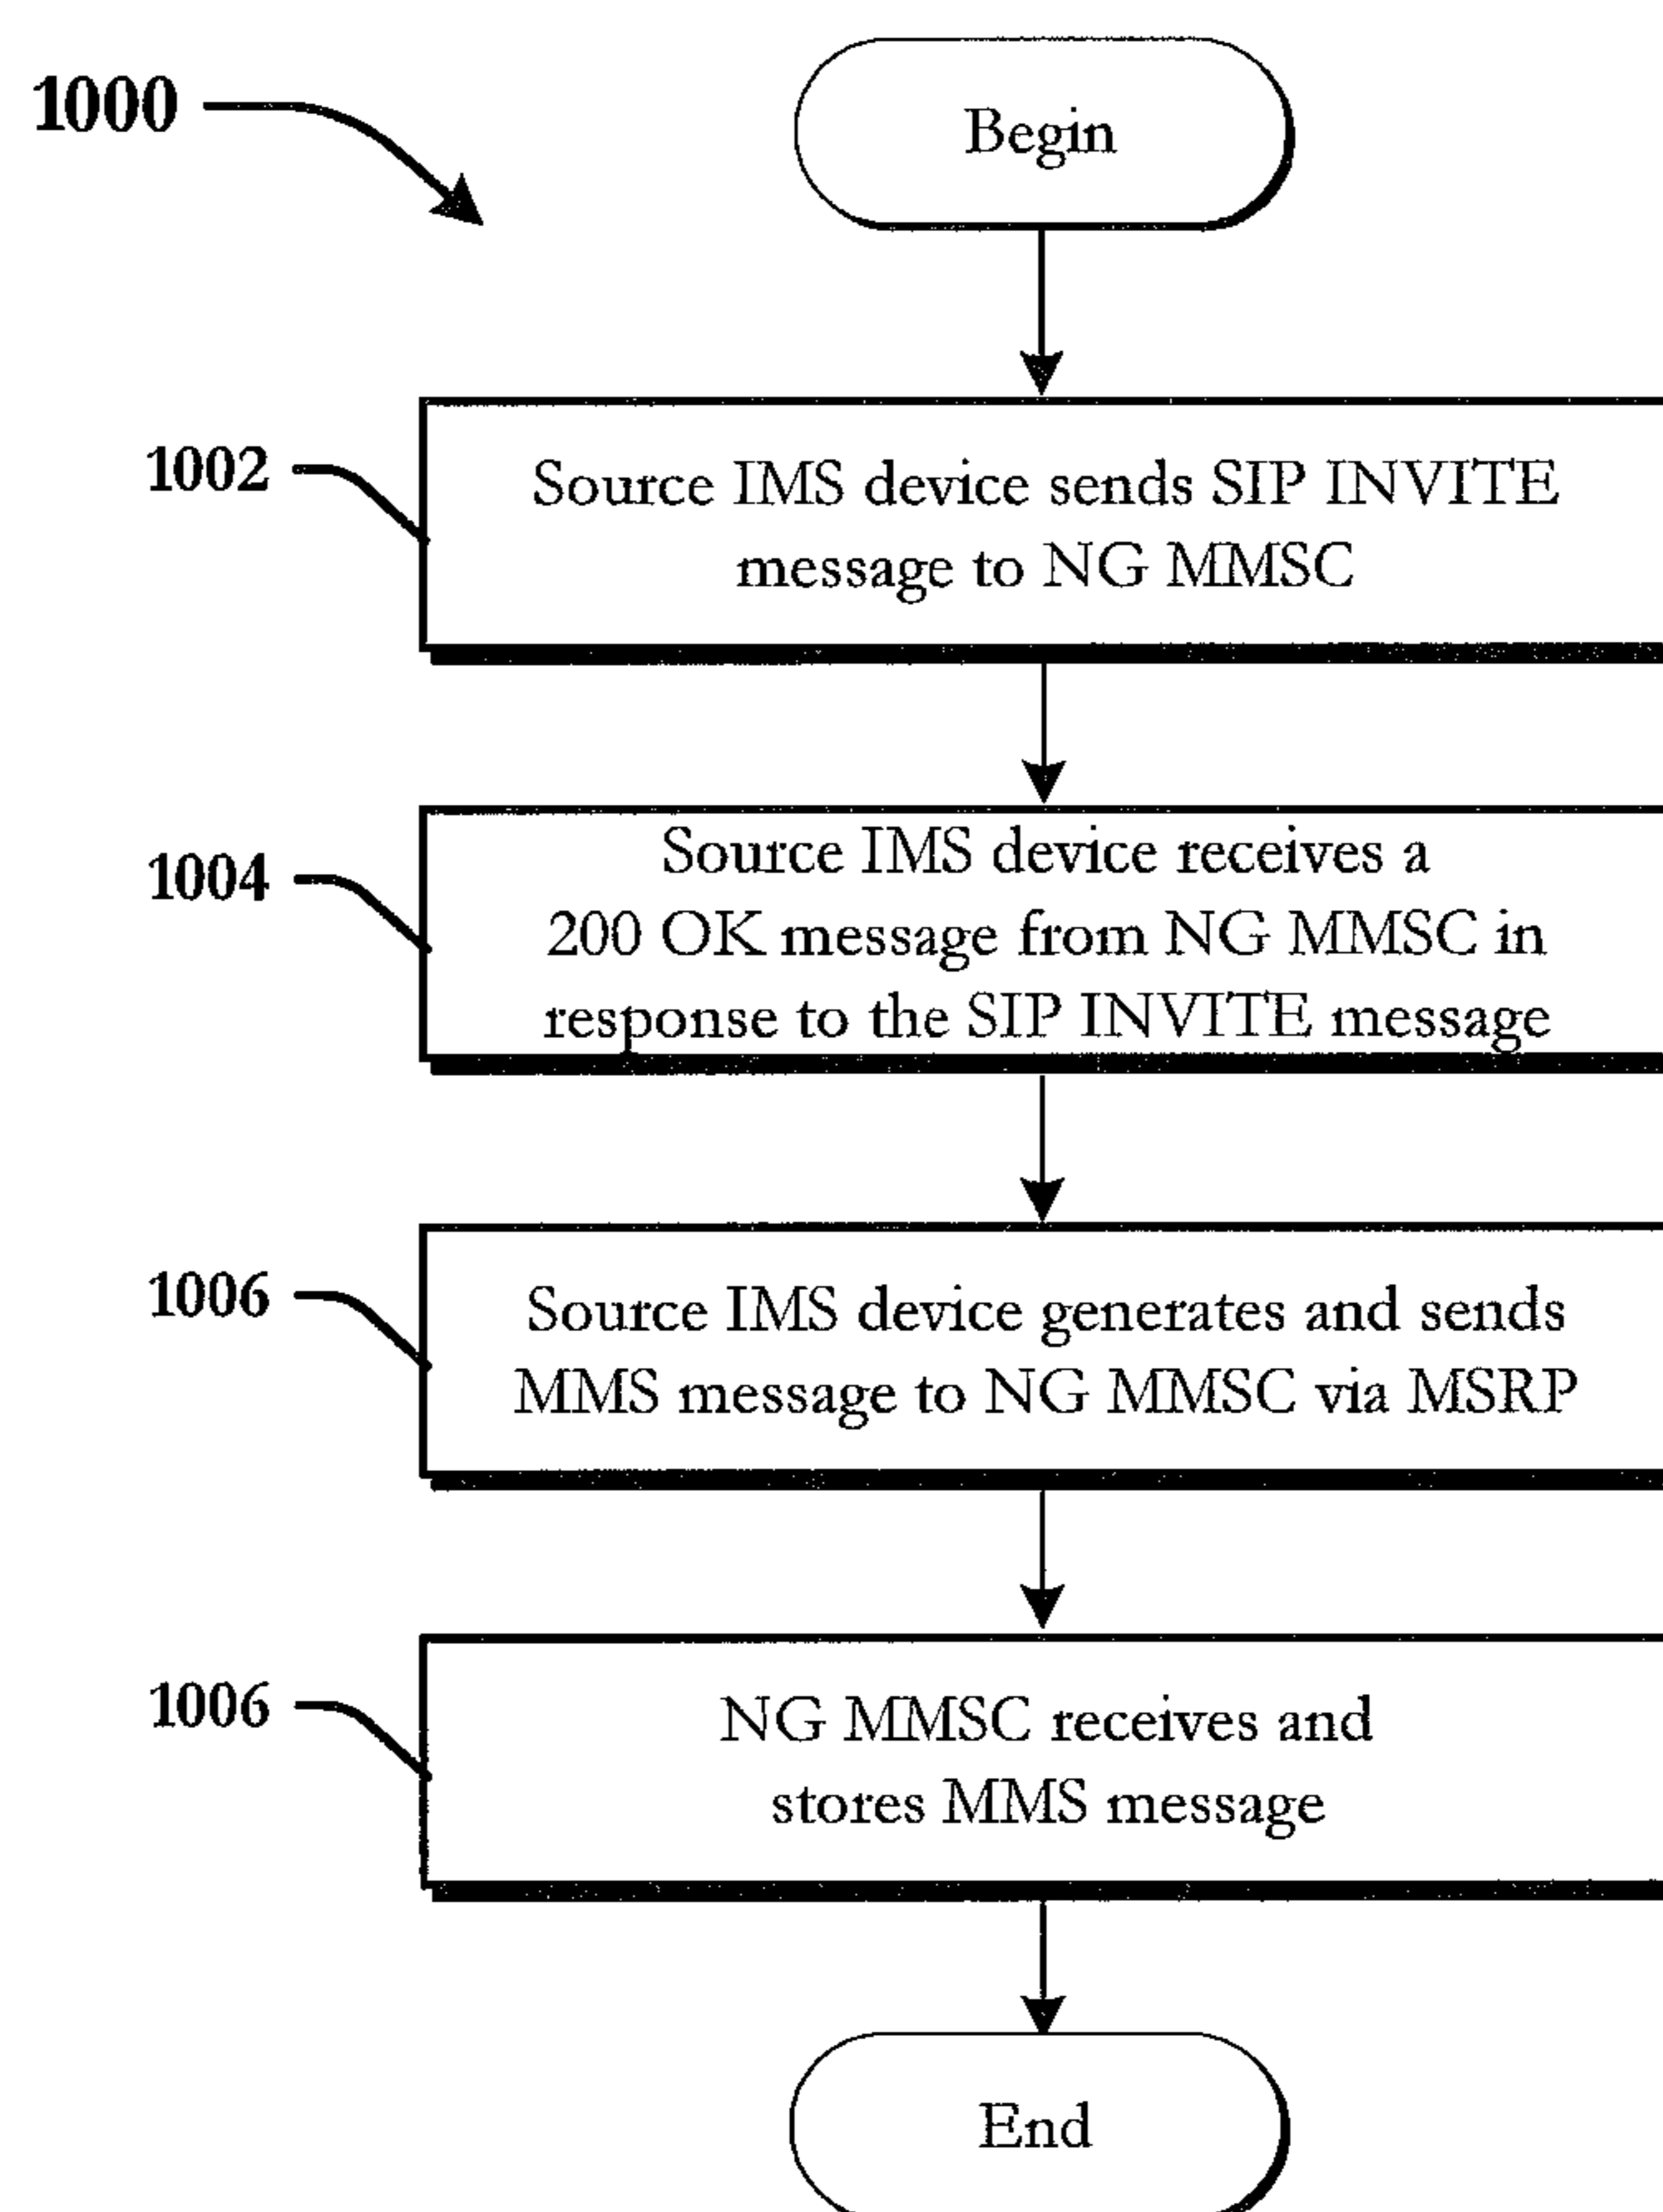 1000
Begin
1002
Source IMS device sends SIP INVITE
message to NG MMSC
1004
Source IMS device receives a
200 OK message from NG MMSC in
response to the SIP INVITE message
1006
Source IMS device generates and sends
MMS message to NG MMSC via MSRP
1006
NG MMSC receives and
stores MMS message
End